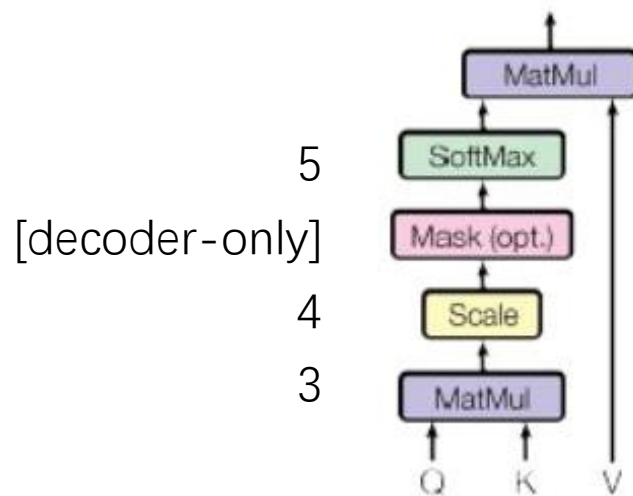 MatMul
5 SoftMax
[decoder-only] Mask (opt.)
4 Scale
3 MatMul
Q K V